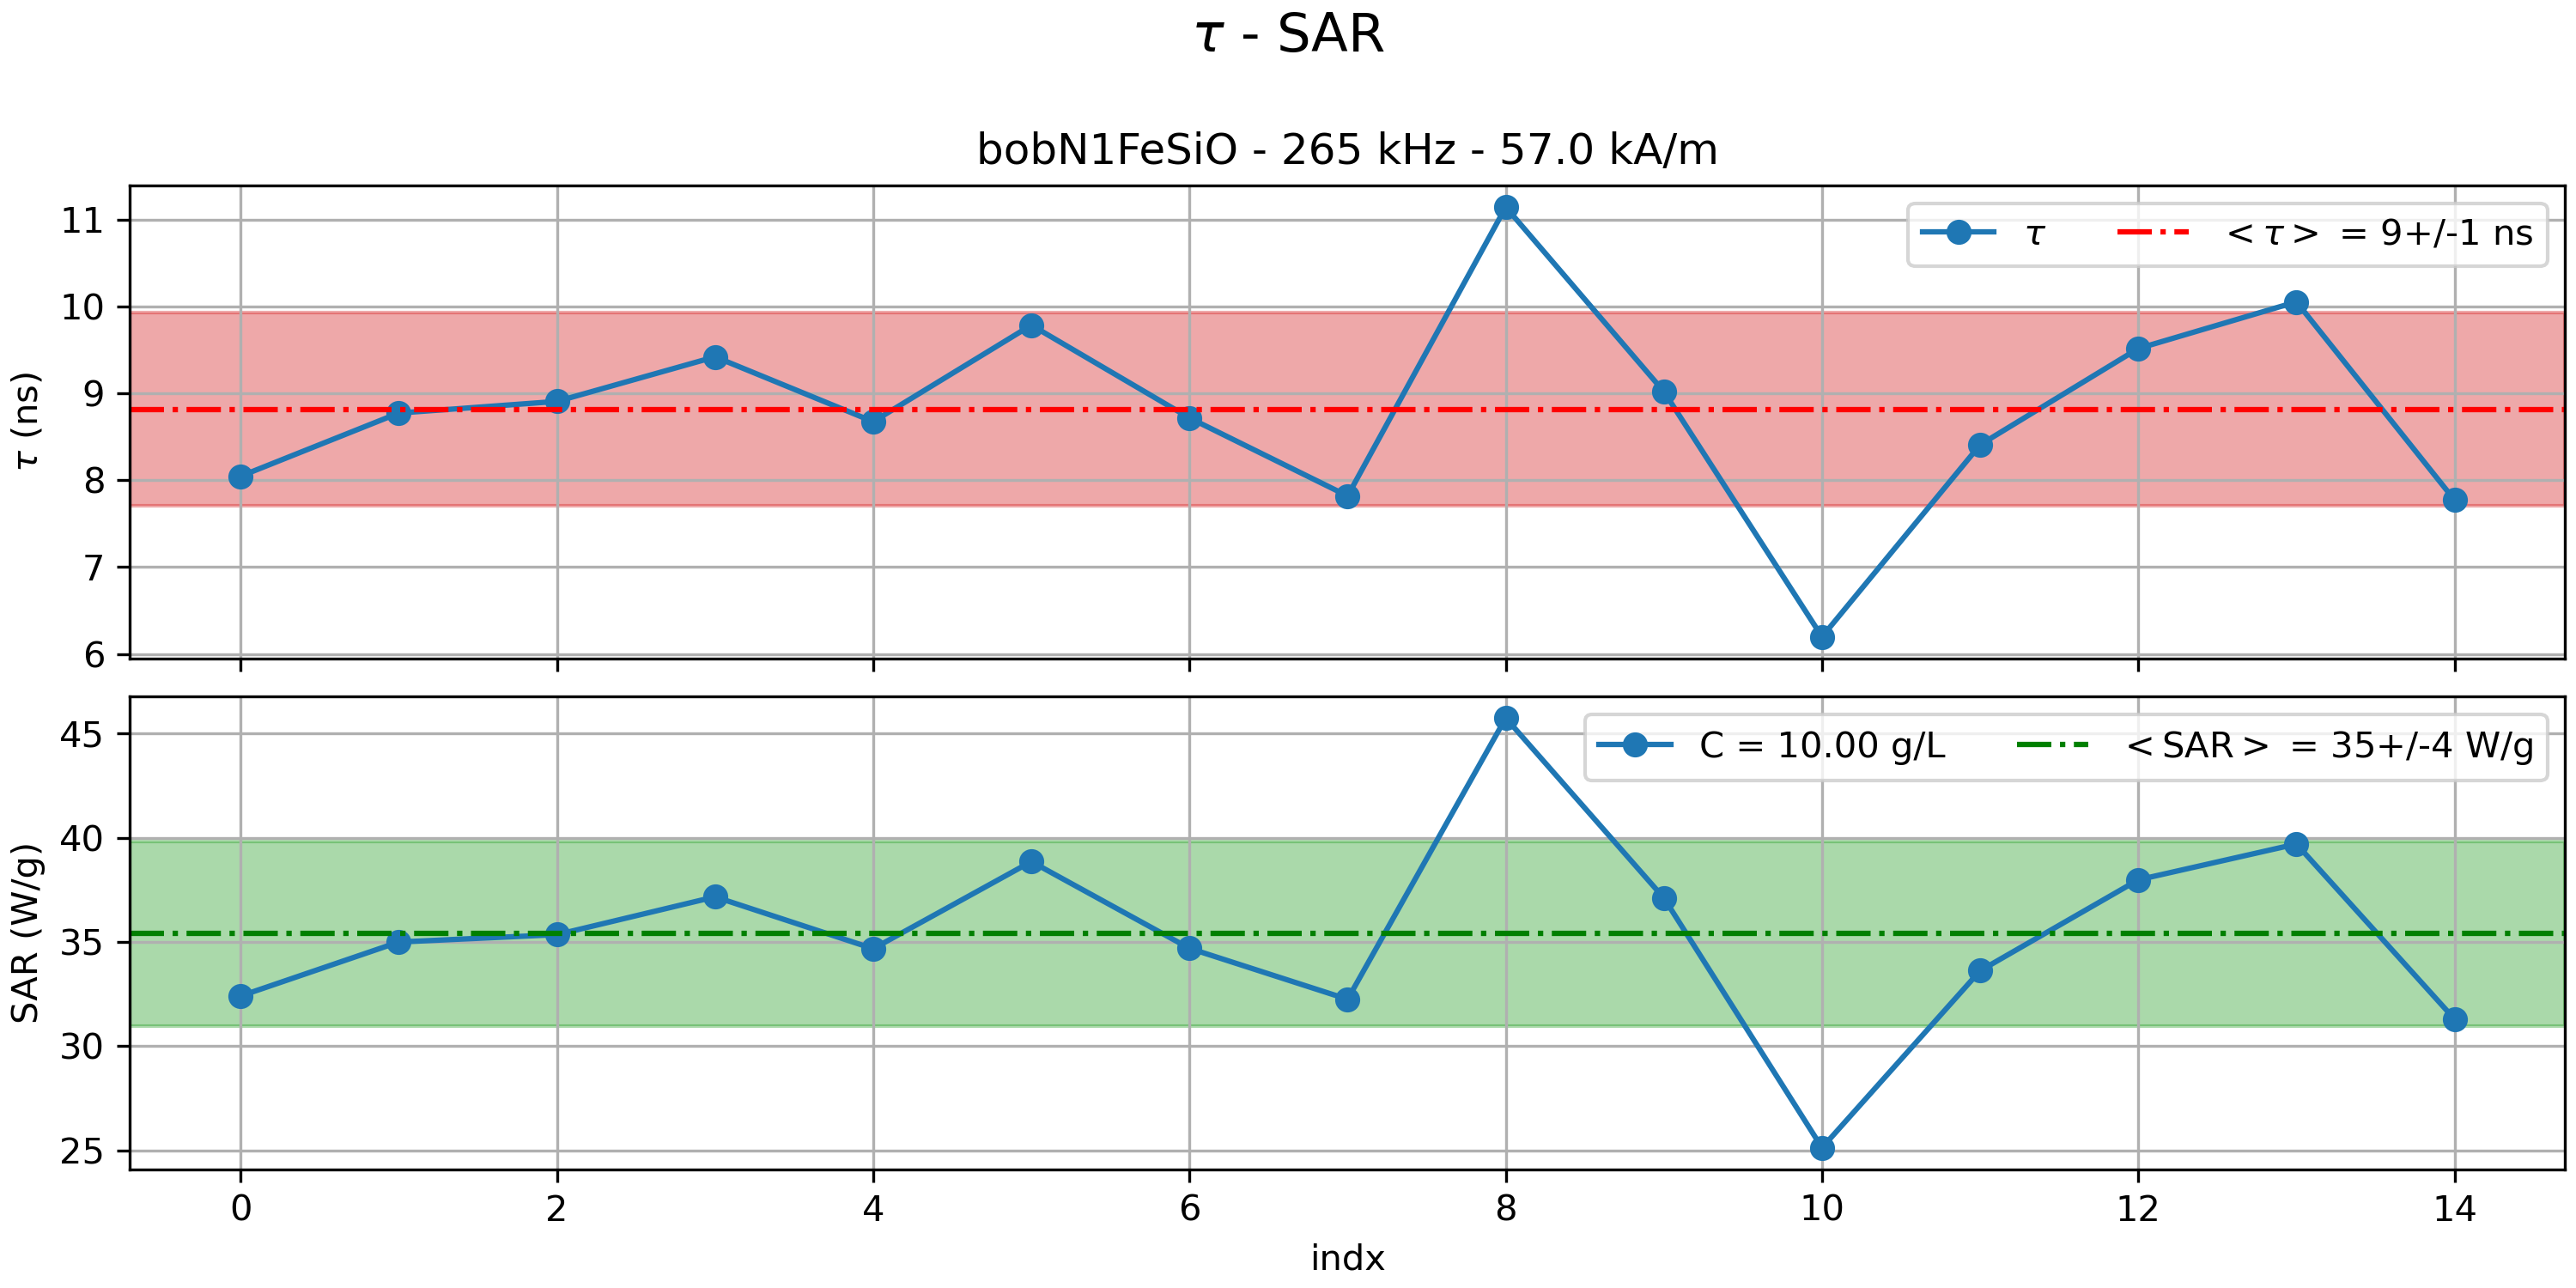 τ - SAR
bobN1FeSiO - 265 kHz - 57.0 kA/m
11
10
9
8
7
6
τ (ns)
τ
<τ> = 9+/-1 ns
45
40
35
30
25
SAR (W/g)
C = 10.00 g/L
<SAR> = 35+/-4 W/g
0 2 4 6 8 10 12 14
indx